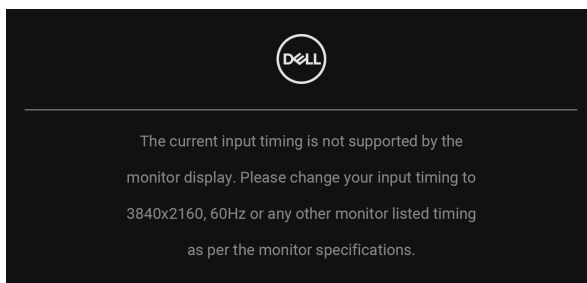 DELL
The current input timing is not supported by the
monitor display. Please change your input timing to
3840x2160, 60Hz or any other monitor listed timing
as per the monitor specifications.